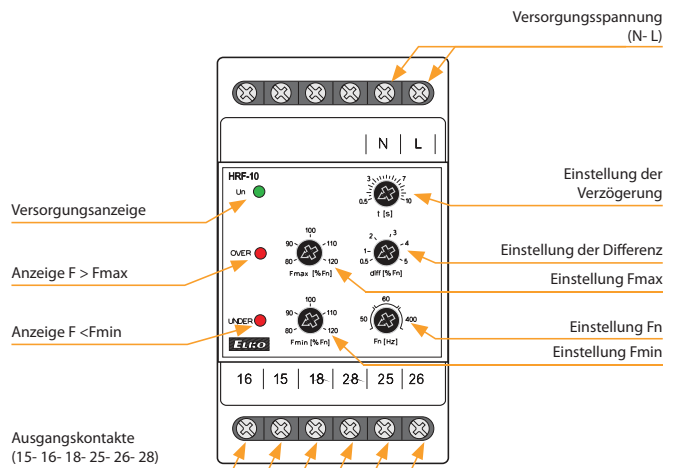 Versorgungsspannung
(N- L)
N L
HRF-10
Un
3 7
0.5 10
t [s]
Einstellung der
Verzögerung
Versorgungsanzeige
OVER
100
90 110
80 120
Fmax [%Fn]
2 3
1 4
0.5 5
diff [%Fn]
Einstellung der Differenz
Anzeige F > Fmax
Einstellung Fmax
UNDER
100
90 110
80 120
Fmin [%Fn]
60
50 400
Fn [Hz]
Anzeige F <Fmin
Einstellung Fn
Einstellung Fmin
ELKO
16 15 18 28 25 26
Ausgangskontakte
(15- 16- 18- 25- 26- 28)